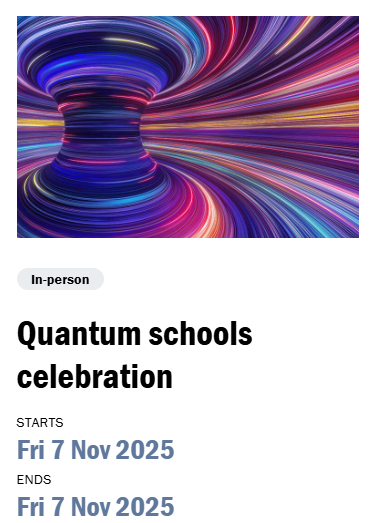 In-person
Quantum schools
celebration
STARTS
Fri 7 Nov 2025
ENDS
Fri 7 Nov 2025